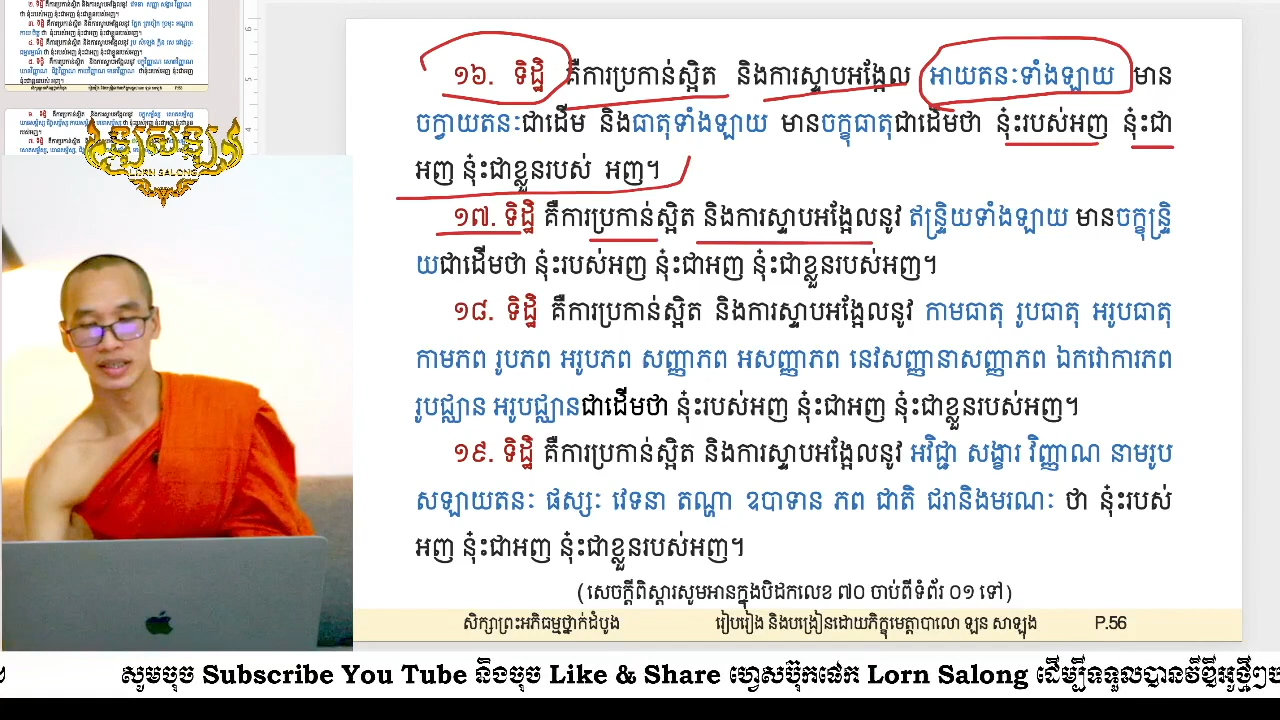 LORN SALONG
១៦. ទិដ្ឋិ គឺការប្រកាន់ស្អិត និងការស្ទាបអង្អែល អាយតនៈទាំងឡាយ មាន
ចក្វាយតនៈជាដើម និងធាតុទាំងឡាយ មានចក្ខុធាតុជាដើមថា នុ៎ះរបស់អញ នុ៎ះជា
អញ នុ៎ះជាខ្លួនរបស់ អញ។
១៧. ទិដ្ឋិ គឺការប្រកាន់ស្អិត និងការស្ទាបអង្អែលនូវ ឥន្ទ្រិយទាំងឡាយ មានចក្ខុន្ទ្រិ
យជាដើមថា នុ៎ះរបស់អញ នុ៎ះជាអញ នុ៎ះជាខ្លួនរបស់អញ។
១៨. ទិដ្ឋិ គឺការប្រកាន់ស្អិត និងការស្ទាបអង្អែលនូវ កាមធាតុ រូបធាតុ អរូបធាតុ
កាមភព រូបភព អរូបភព សញ្ញាភព អសញ្ញាភព នេវសញ្ញានាសញ្ញាភព ឯកវោការភព
រូបជ្ឈាន អរូបជ្ឈានជាដើមថា នុ៎ះរបស់អញ នុ៎ះជាអញ នុ៎ះជាខ្លួនរបស់អញ។
១៩. ទិដ្ឋិ គឺការប្រកាន់ស្អិត និងការស្ទាបអង្អែលនូវ អវិជ្ជា សង្ខារ វិញ្ញាណ នាមរូប
សឡាយតនៈ ផស្សៈ វេទនា តណ្ហា ឧបាទាន ភព ជាតិ ជរានិងមរណៈ ថា នុ៎ះរបស់
អញ នុ៎ះជាអញ នុ៎ះជាខ្លួនរបស់អញ។
(សេចក្តីពិស្តារសូមអានក្នុងបិដកលេខ ៧០ ចាប់ពីទំព័រ ០១ ទៅ)
សិក្សាព្រះអភិធម្មថ្នាក់ដំបូង រៀបរៀង និងបង្រៀនដោយភិក្ខុមេត្តាបាលោ ឡន សាឡុង P.56
សូមចុច Subscribe You Tube និងចុច Like & Share ហ្វេសប៊ុកផេក Lorn Salong ដើម្បីទទួលបានវីឌីអូថ្មីៗ